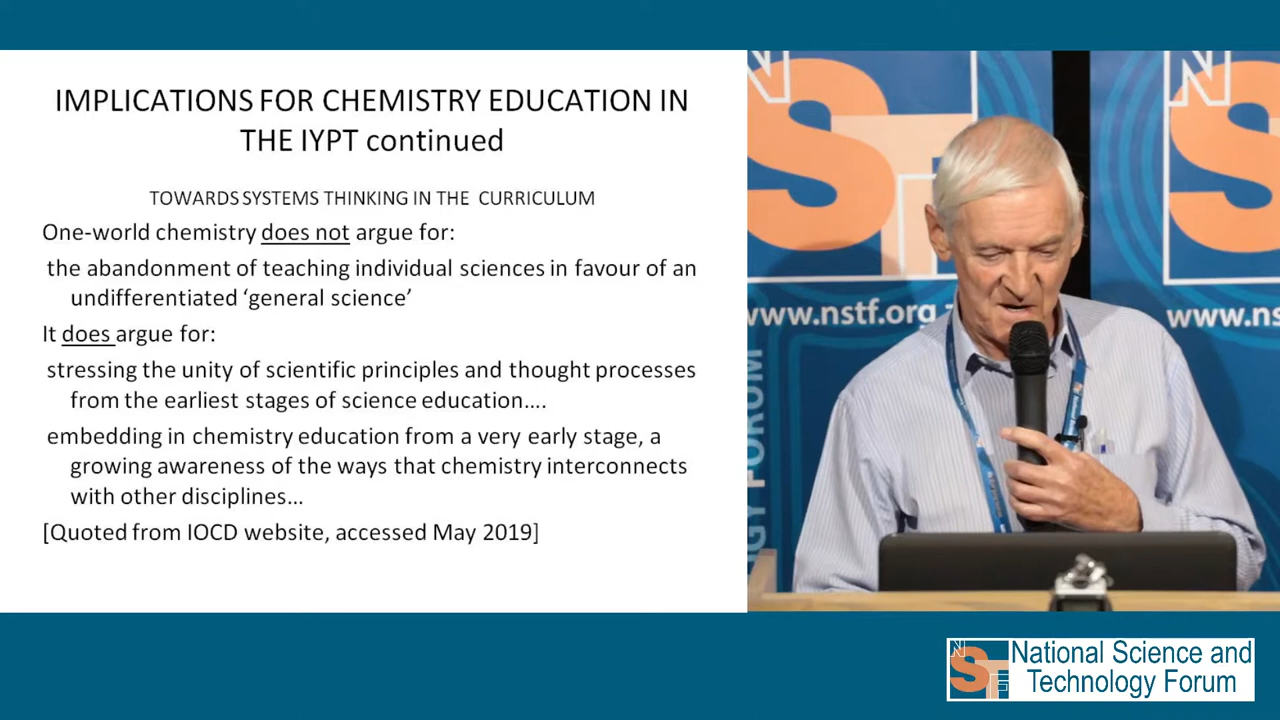 IMPLICATIONS FOR CHEMISTRY EDUCATION IN
THE IYPT continued
TOWARDS SYSTEMS THINKING IN THE CURRICULUM
One-world chemistry does not argue for:
the abandonment of teaching individual sciences in favour of an
undifferentiated ‘general science’
It does argue for:
stressing the unity of scientific principles and thought processes
from the earliest stages of science education….
embedding in chemistry education from a very early stage, a
growing awareness of the ways that chemistry interconnects
with other disciplines…
[Quoted from IOCD website, accessed May 2019]
N
ST
N
S
www.nstf.org.
www.ns
FORUM
NSTF
National Science and
Technology Forum